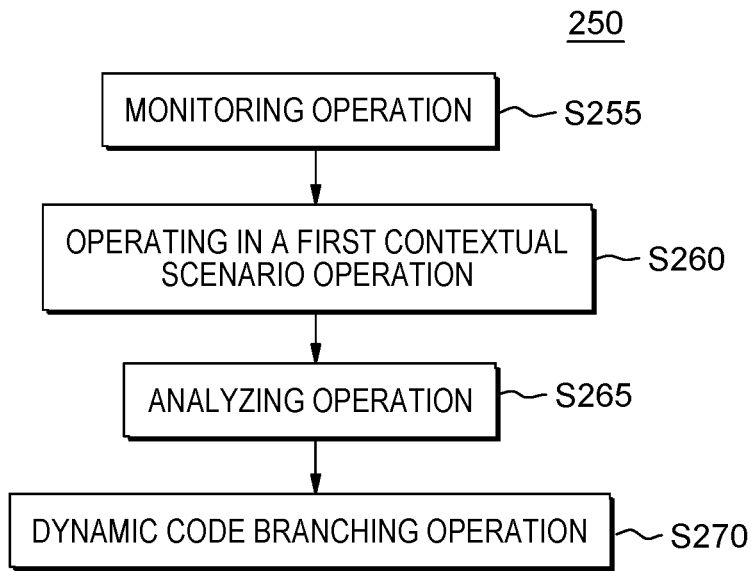 250
MONITORING OPERATION
S255
OPERATING IN A FIRST CONTEXTUAL
SCENARIO OPERATION
S260
ANALYZING OPERATION
S265
DYNAMIC CODE BRANCHING OPERATION
S270